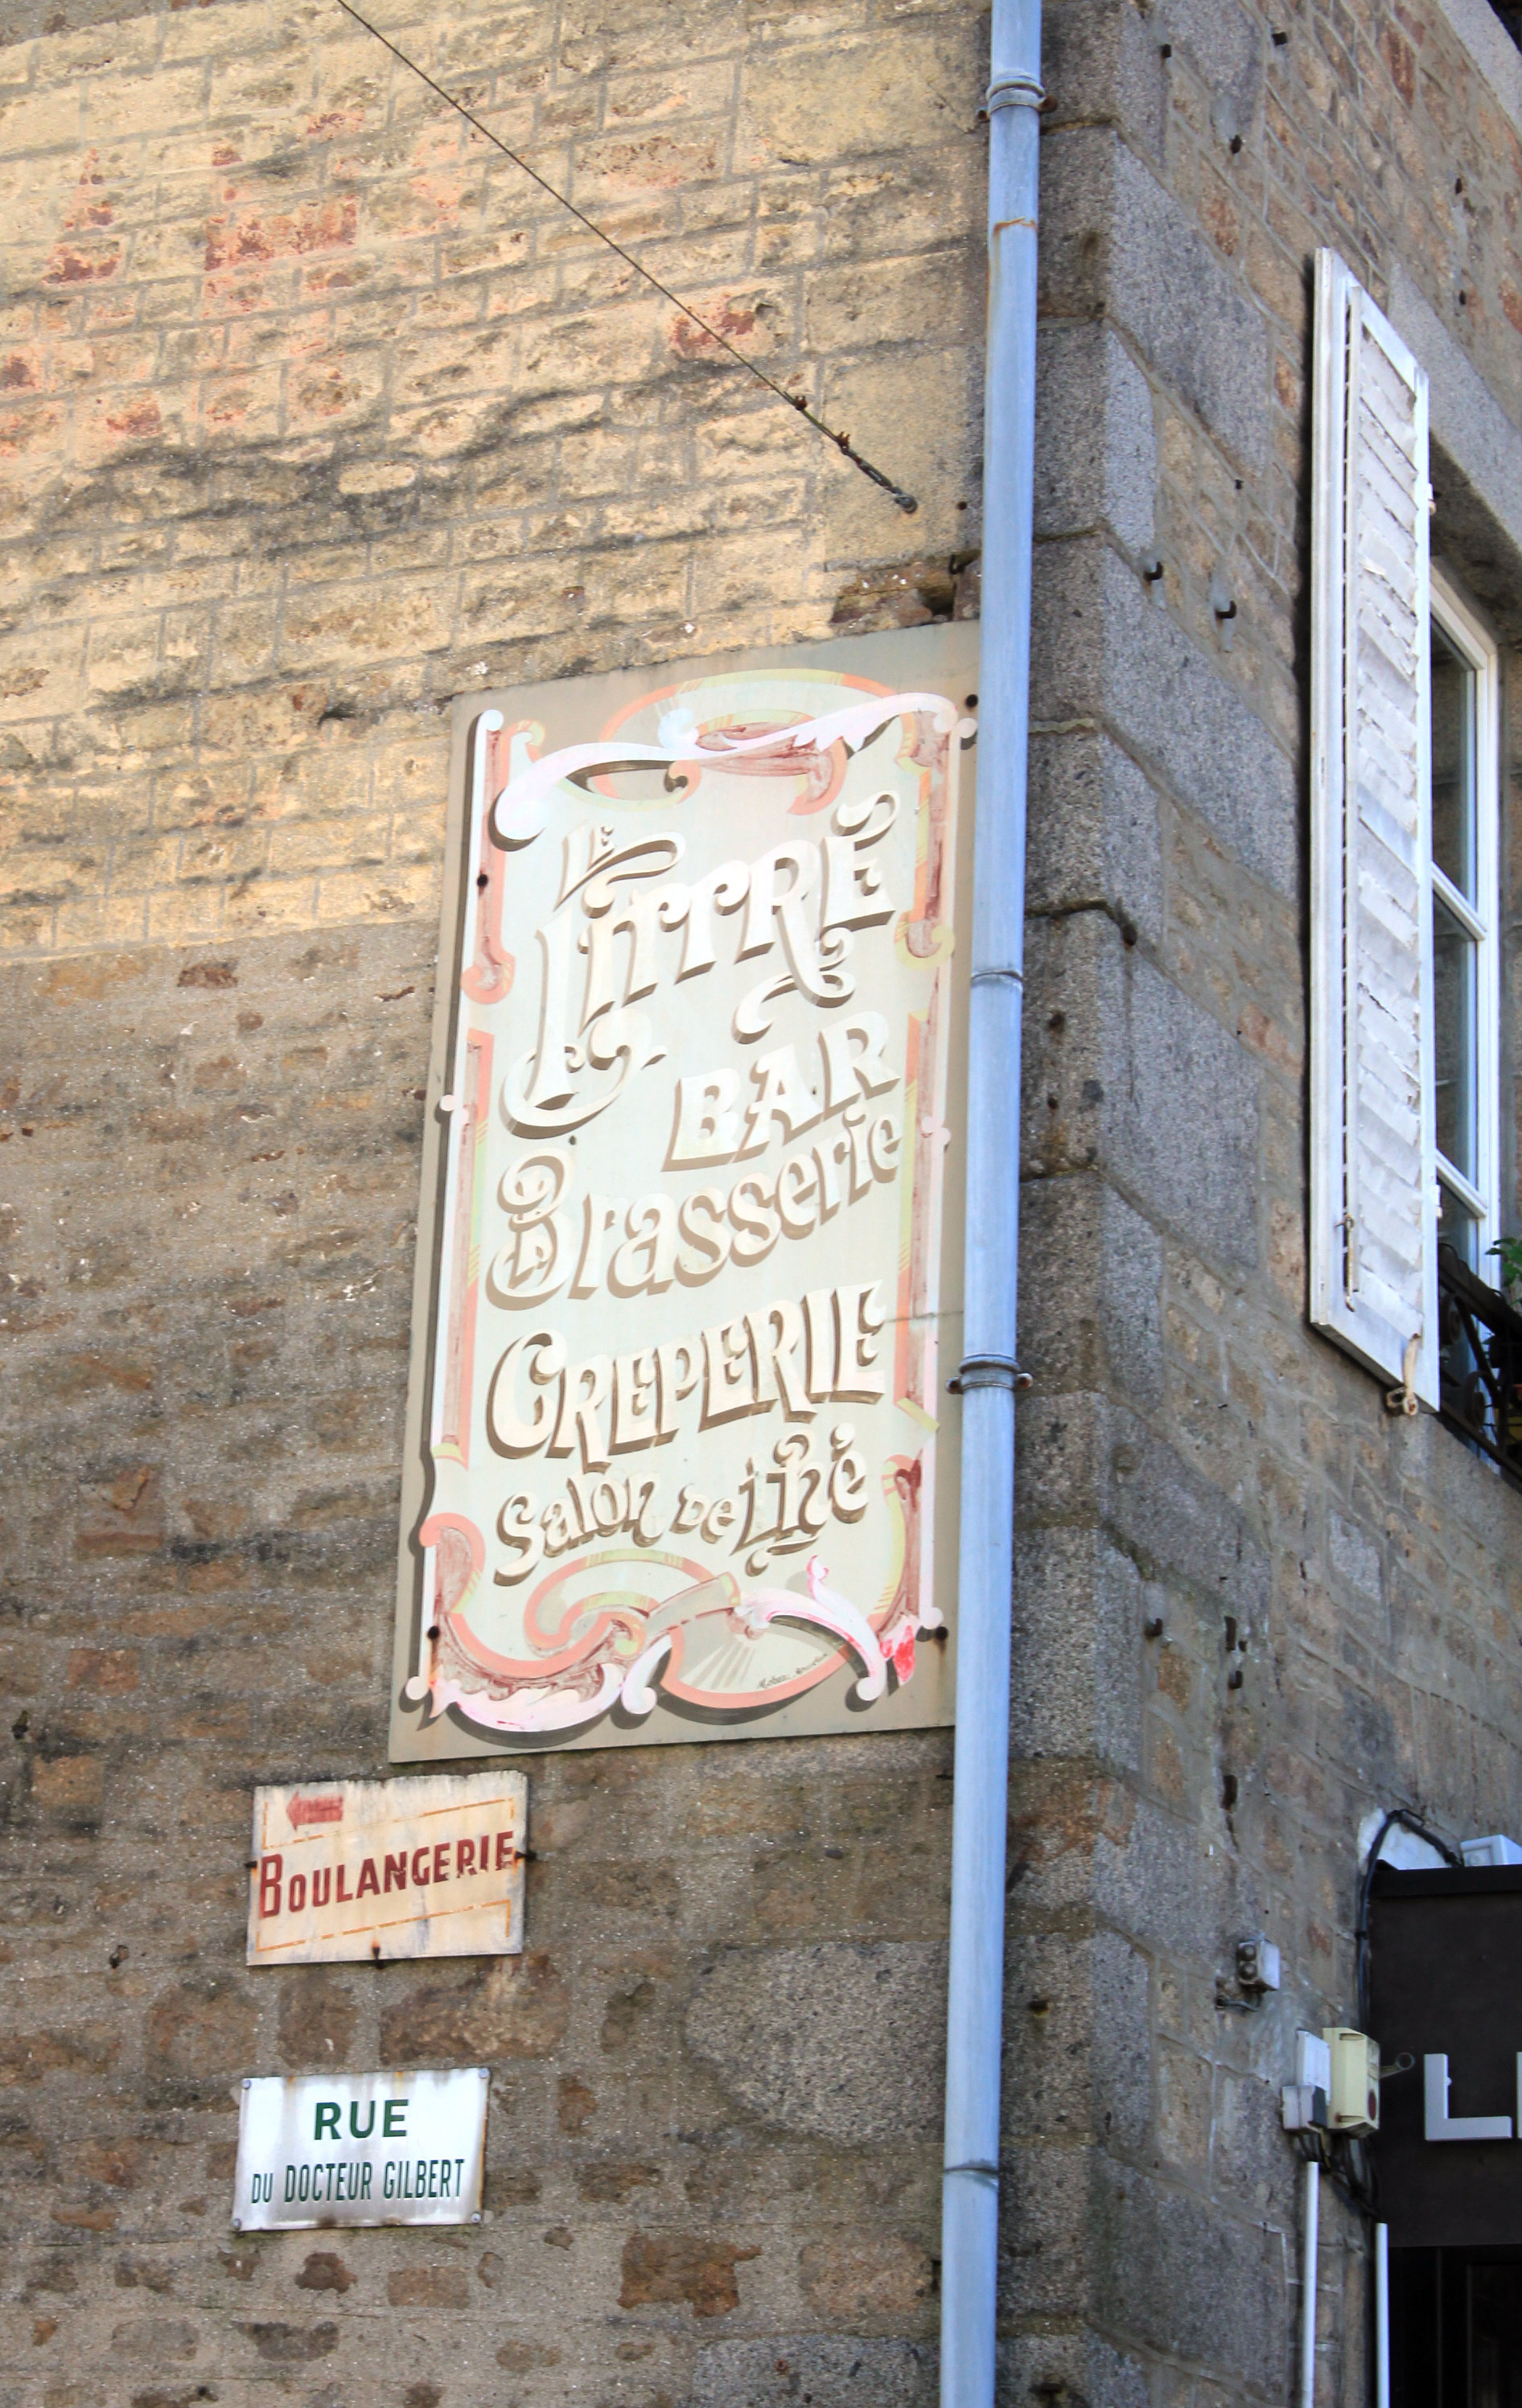 LE
LITTRÉ
BAR
Brasserie
CREPERIE
Salon De Thé
BOULANGERIE
RUE
DU DOCTEUR GILBERT